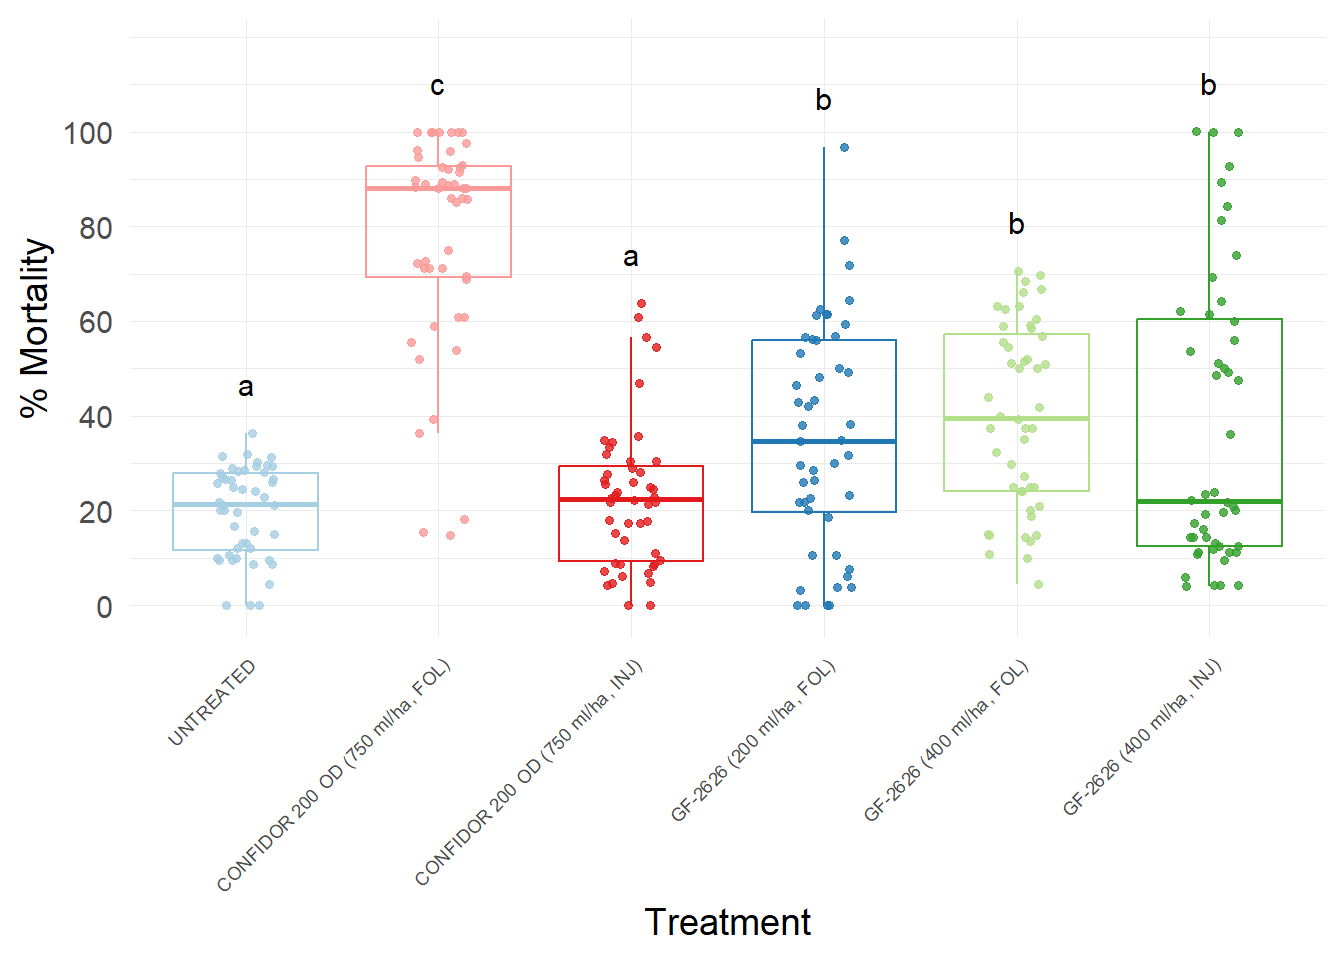 c
b
b
b
a
a
% Mortality
100
80
60
40
20
0
UNTREATED
CONFIDOR 200 OD (750 ml/ha, FOL)
CONFIDOR 200 OD (750 ml/ha, INJ)
GF-2626 (200 ml/ha, FOL)
GF-2626 (400 ml/ha, FOL)
GF-2626 (400 ml/ha, INJ)
Treatment